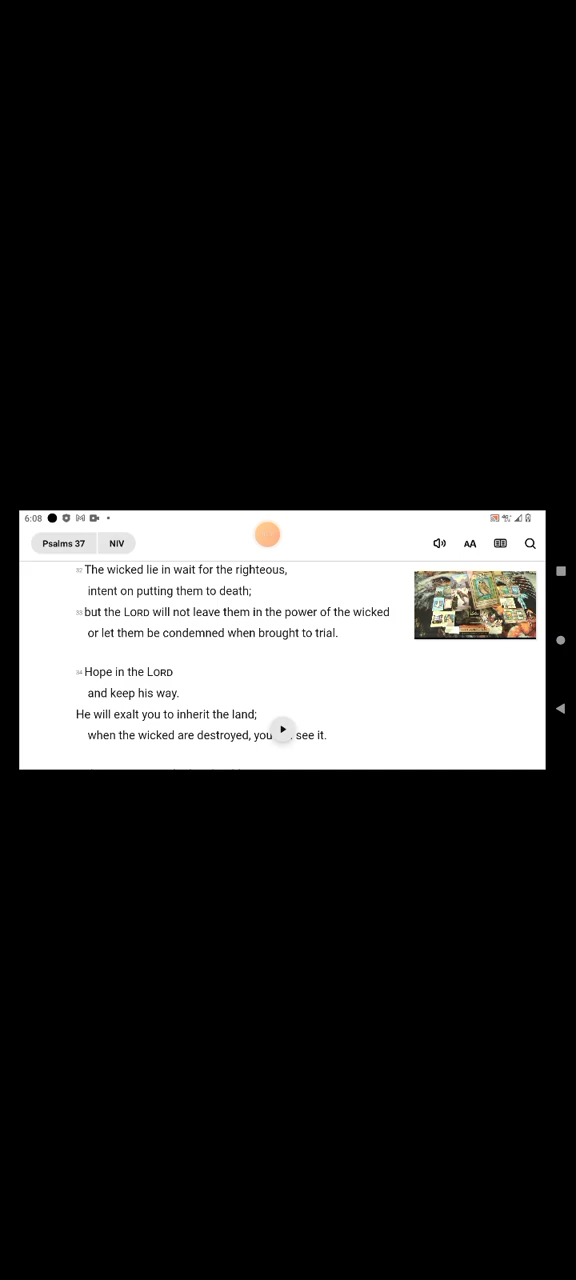 6:08
Psalms 37 NIV
AA
32 The wicked lie in wait for the righteous,
intent on putting them to death;
33 but the LORD will not leave them in the power of the wicked
or let them be condemned when brought to trial.
34 Hope in the LORD
and keep his way.
He will exalt you to inherit the land;
when the wicked are destroyed, you see it.